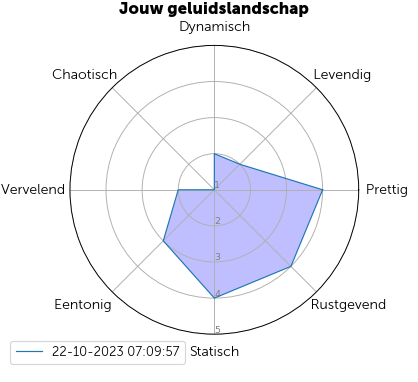 Jouw geluidslandschap
Dynamisch
Chaotisch
Levendig
1
Vervelend
Prettig
2
3
4
Eentonig
Rustgevend
5
22-10-2023 07:09:57
Statisch